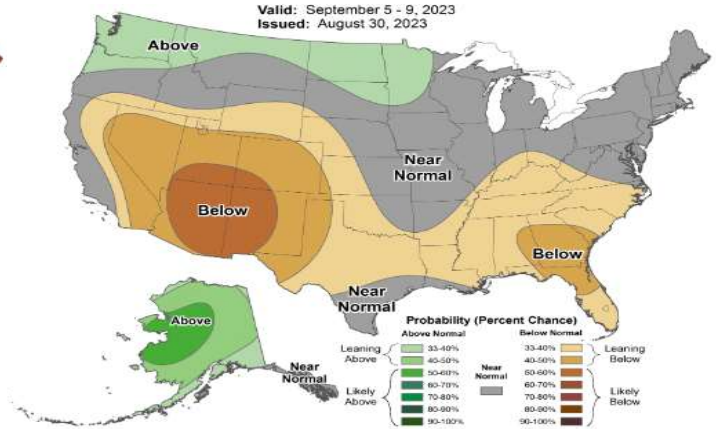 Valid: September 5 - 9, 2023
Issued: August 30, 2023
Above
Near
Normal
Below
Below
Near
Normal
Above
Near
Normal
Probability (Percent Chance)
Above Normal
Below Normal
Leaning
Above
33-40%
40-50%
50-60%
Likely
Above
60-70%
70-80%
80-90%
90-100%
Near
Normal
33-40%
40-50%
50-60%
60-70%
70-80%
80-90%
90-100%
Leaning
Below
Likely
Below